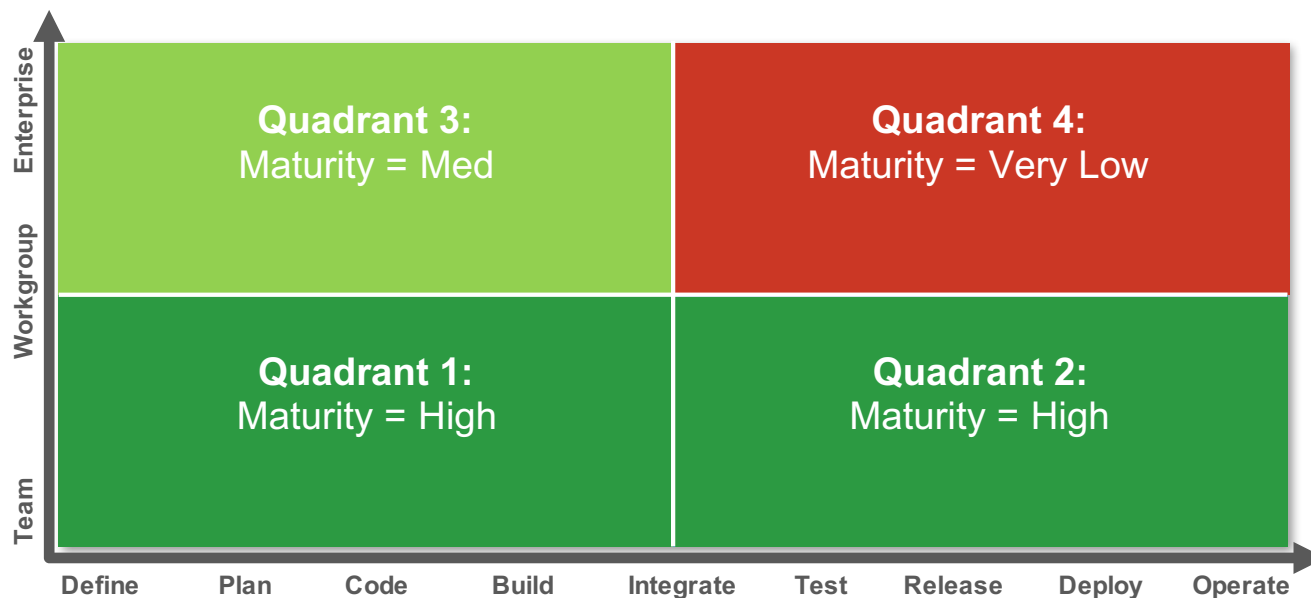 Enterprise
Workgroup
Team
Quadrant 3:
Maturity = Med
Quadrant 4:
Maturity = Very Low
Quadrant 1:
Maturity = High
Quadrant 2:
Maturity = High
Define Plan Code Build Integrate Test Release Deploy Operate